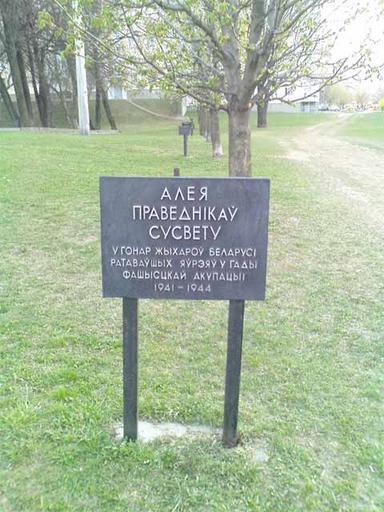 АЛЕЯ
ПРАВЕДНІКАЎ
СУСВЕТУ
У ГОНАР ЖЫХАРОЎ БЕЛАРУСІ
РАТАВАЎШЫХ ЯЎРЭЯЎ У ГАДЫ
ФАШЫСЦКАЙ АКУПАЦЫІ
1941 – 1944